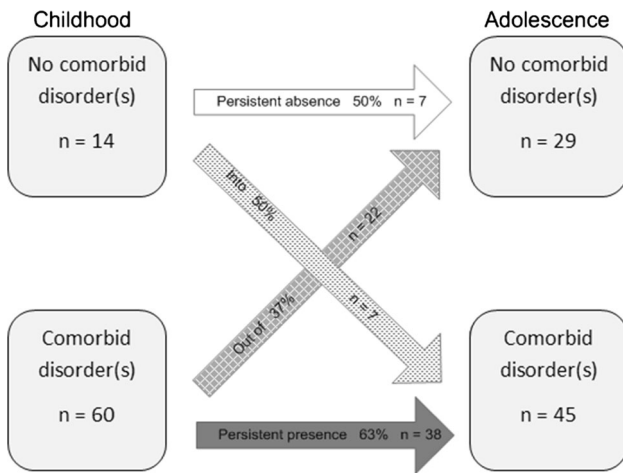 Childhood
Adolescence
No comorbid
disorder(s)
n = 14
Persistent absence 50% n = 7
No comorbid
disorder(s)
n = 29
Into 50%
n = 7
Out of 37%
n = 22
Comorbid
disorder(s)
n = 60
Persistent presence 63% n = 38
Comorbid
disorder(s)
n = 45